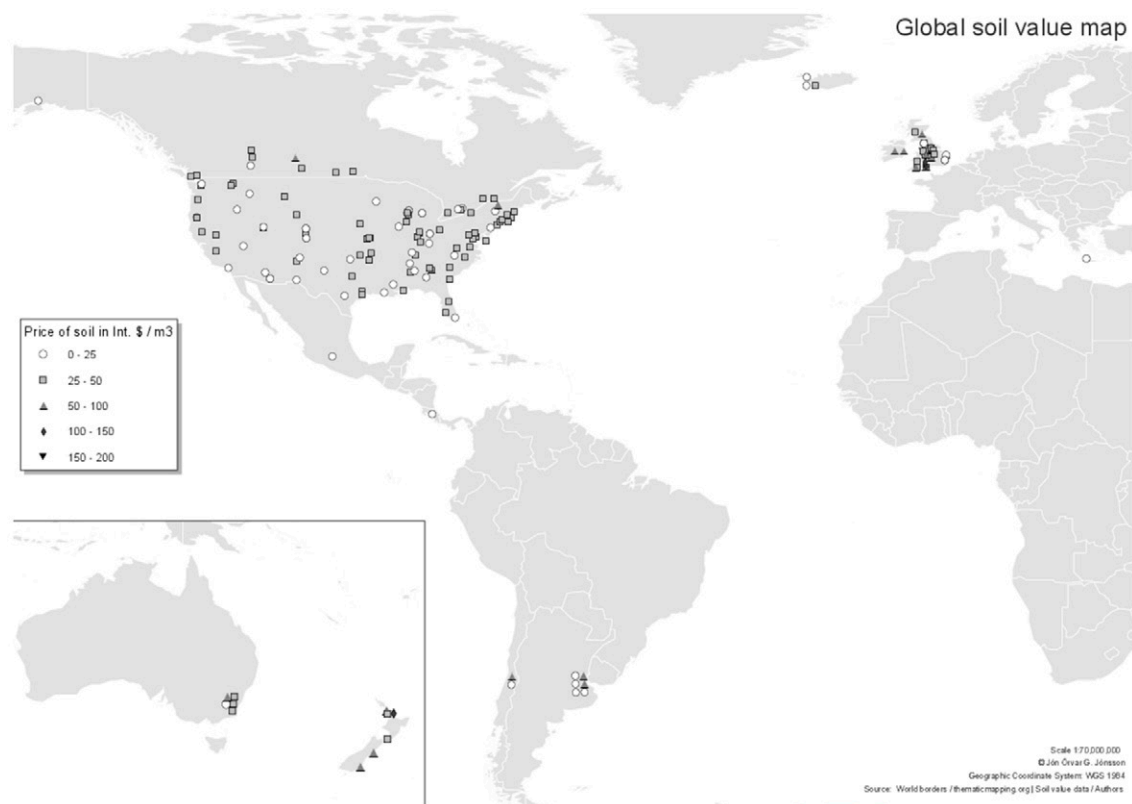 Global soil value map
Price of soil in Int. $ / m3
0 - 25
25 - 50
50 - 100
100 - 150
150 - 200
Scale 1:70,000,000
© Jón Örvar G. Jónsson
Geographic Coordinate System: WGS 1984
Source: World borders / thematicmapping.org | Soil value data / Authors